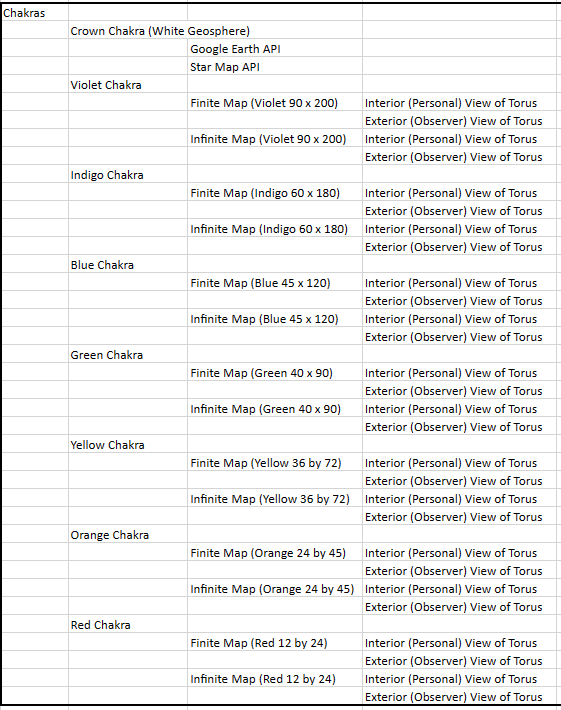 Chakras
Crown Chakra (White Geosphere)
Google Earth API
Star Map API
Violet Chakra
Finite Map (Violet 90 x 200) Interior (Personal) View of Torus
Exterior (Observer) View of Torus
Infinite Map (Violet 90 x 200) Interior (Personal) View of Torus
Exterior (Observer) View of Torus
Indigo Chakra
Finite Map (Indigo 60 x 180) Interior (Personal) View of Torus
Exterior (Observer) View of Torus
Infinite Map (Indigo 60 x 180) Interior (Personal) View of Torus
Exterior (Observer) View of Torus
Blue Chakra
Finite Map (Blue 45 x 120) Interior (Personal) View of Torus
Exterior (Observer) View of Torus
Infinite Map (Blue 45 x 120) Interior (Personal) View of Torus
Exterior (Observer) View of Torus
Green Chakra
Finite Map (Green 40 x 90) Interior (Personal) View of Torus
Exterior (Observer) View of Torus
Infinite Map (Green 40 x 90) Interior (Personal) View of Torus
Exterior (Observer) View of Torus
Yellow Chakra
Finite Map (Yellow 36 by 72) Interior (Personal) View of Torus
Exterior (Observer) View of Torus
Infinite Map (Yellow 36 by 72) Interior (Personal) View of Torus
Exterior (Observer) View of Torus
Orange Chakra
Finite Map (Orange 24 by 45) Interior (Personal) View of Torus
Exterior (Observer) View of Torus
Infinite Map (Orange 24 by 45) Interior (Personal) View of Torus
Exterior (Observer) View of Torus
Red Chakra
Finite Map (Red 12 by 24) Interior (Personal) View of Torus
Exterior (Observer) View of Torus
Infinite Map (Red 12 by 24) Interior (Personal) View of Torus
Exterior (Observer) View of Torus